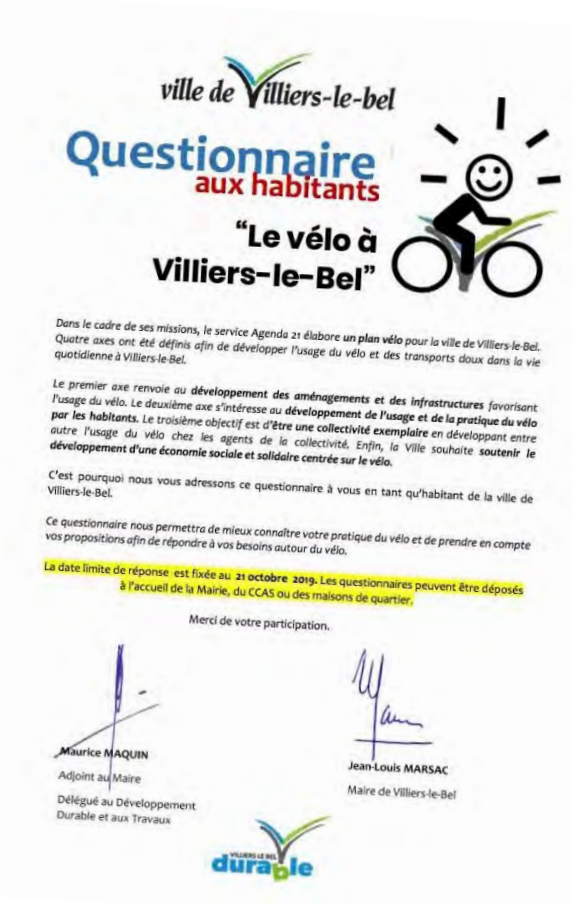 ville de Villiers-le-bel
Questionnaire
aux habitants
“Le vélo à
Villiers-le-Bel”
Dans le cadre de ses missions, le service Agenda 21 élabore un plan vélo pour la ville de Villiers-le-Bel.
Quatre axes ont été définis afin de développer l'usage du vélo et des transports doux dans la vie
quotidienne à Villiers-le-Bel.
Le premier axe renvoie au développement des aménagements et des infrastructures favorisant
l'usage du vélo. Le deuxième axe s'intéresse au développement de l'usage et de la pratique du vélo
par les habitants. Le troisième objectif est d'être une collectivité exemplaire en développant entre
autre l'usage du vélo chez les agents de la collectivité. Enfin, la Ville souhaite soutenir le
développement d'une économie sociale et solidaire centrée sur le vélo.
C'est pourquoi nous vous adressons ce questionnaire à vous en tant qu'habitant de la ville de
Villiers-le-Bel.
Ce questionnaire nous permettra de mieux connaître votre pratique du vélo et de prendre en compte
vos propositions afin de répondre à vos besoins autour du vélo.
La date limite de réponse est fixée au 21 octobre 2019. Les questionnaires peuvent être déposés
à l'accueil de la Mairie, du CCAS ou des maisons de quartier.
Merci de votre participation.
Maurice MAQUIN
Adjoint au Maire
Délégué au Développement
Durable et aux Travaux
Jean-Louis MARSAC
Maire de Villiers-le-Bel
VILLIERS LE BEL
durable